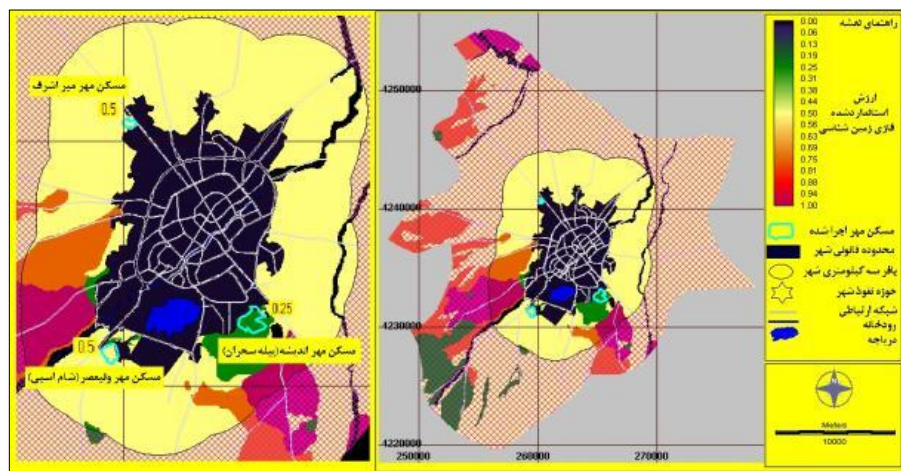 مسکن مهر میر اشرف
0.5
0.25
0.5
مسکن مهر اندیشه (پیله سحران)
مسکن مهر ولیعصر (شام اسبی)
4250000
4240000
4230000
4220000
250000
260000
270000
راهنمای نقشه
0.00
0.06
0.13
0.19
0.25
0.31
0.38
0.44
0.50
0.56
0.63
0.69
0.75
0.81
0.88
0.94
1.00
ارزش
استاندارد شده
فازی زمین شناسی
مسکن مهر اجرا شده
محدوده قانونی شهر
بافر سه کیلومتری شهر
حوزه نفوذ شهر
شبکه ارتباطی
رودخانه
دریاچه
N
Meters
10000